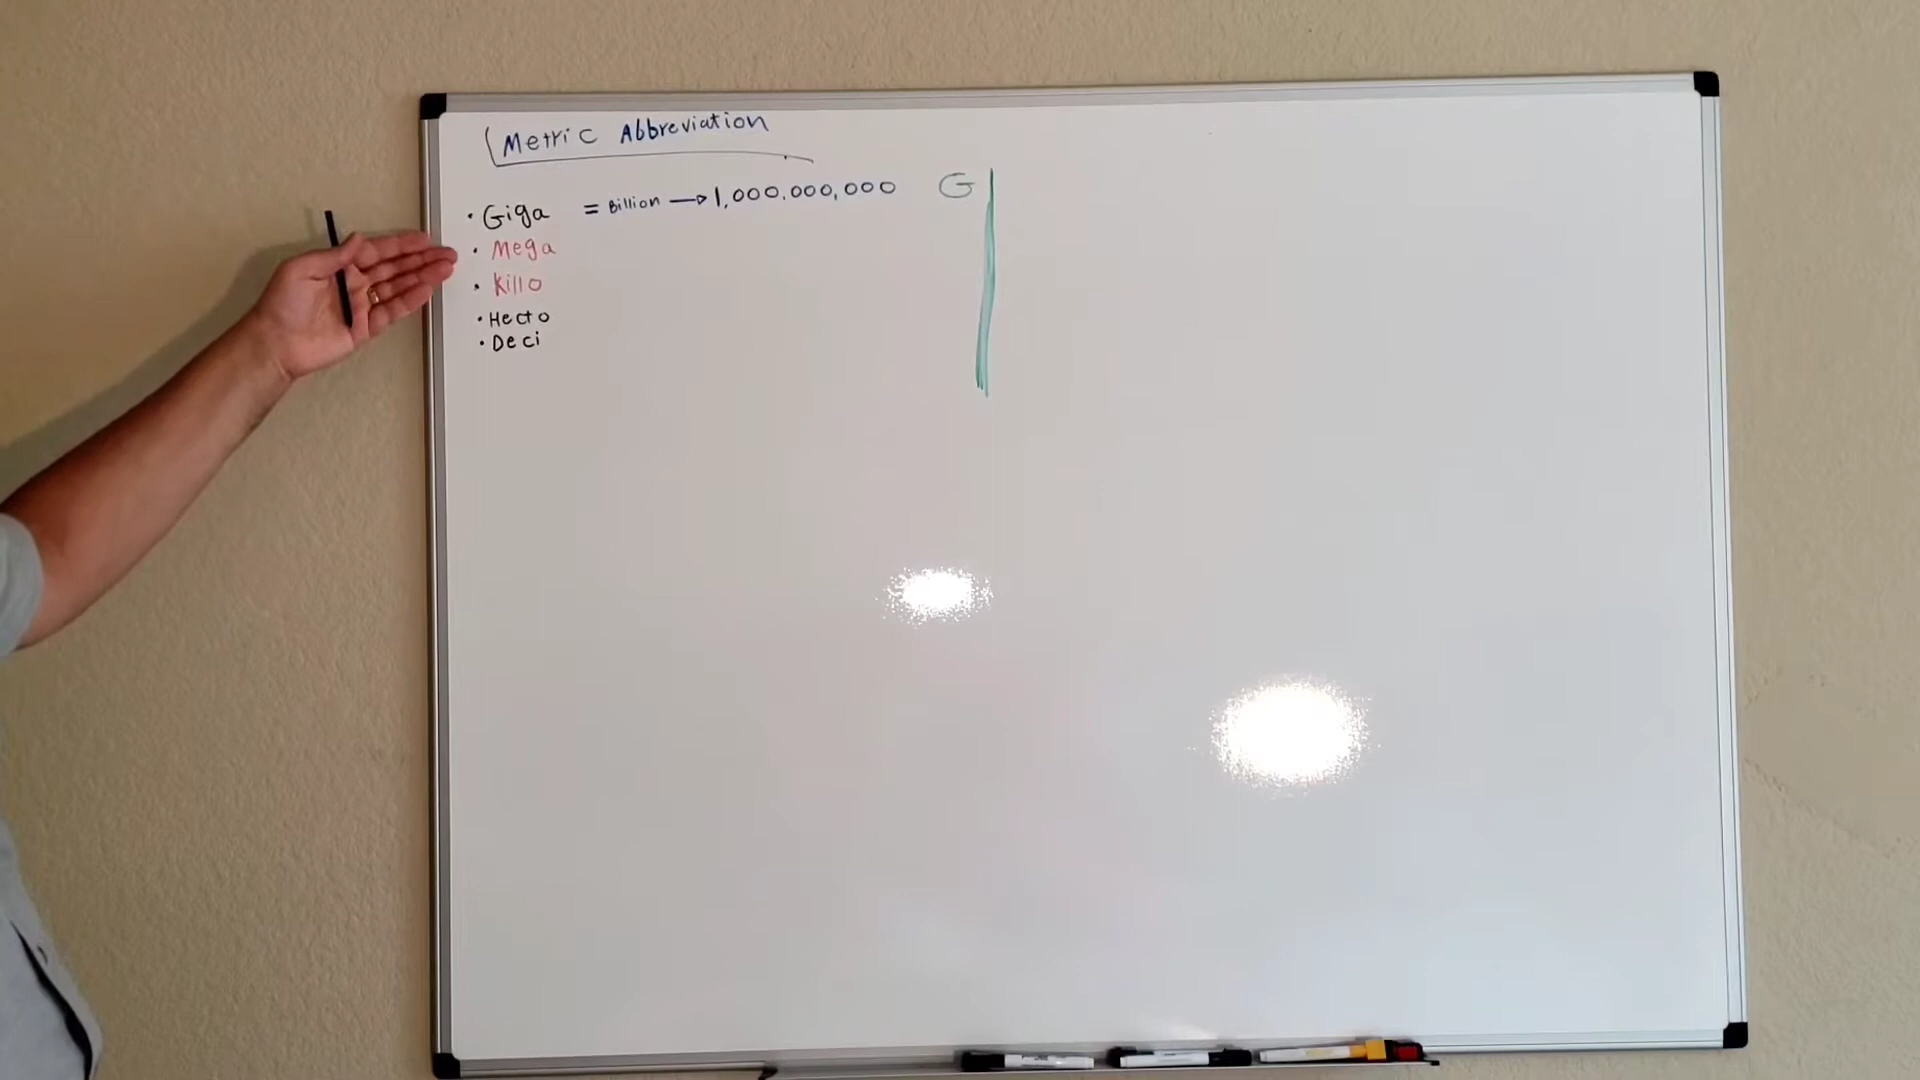 Metric Abbreviation
• Giga = Billion → 1,000,000,000 G
• Mega
• Killo
• Hecto
• Deci